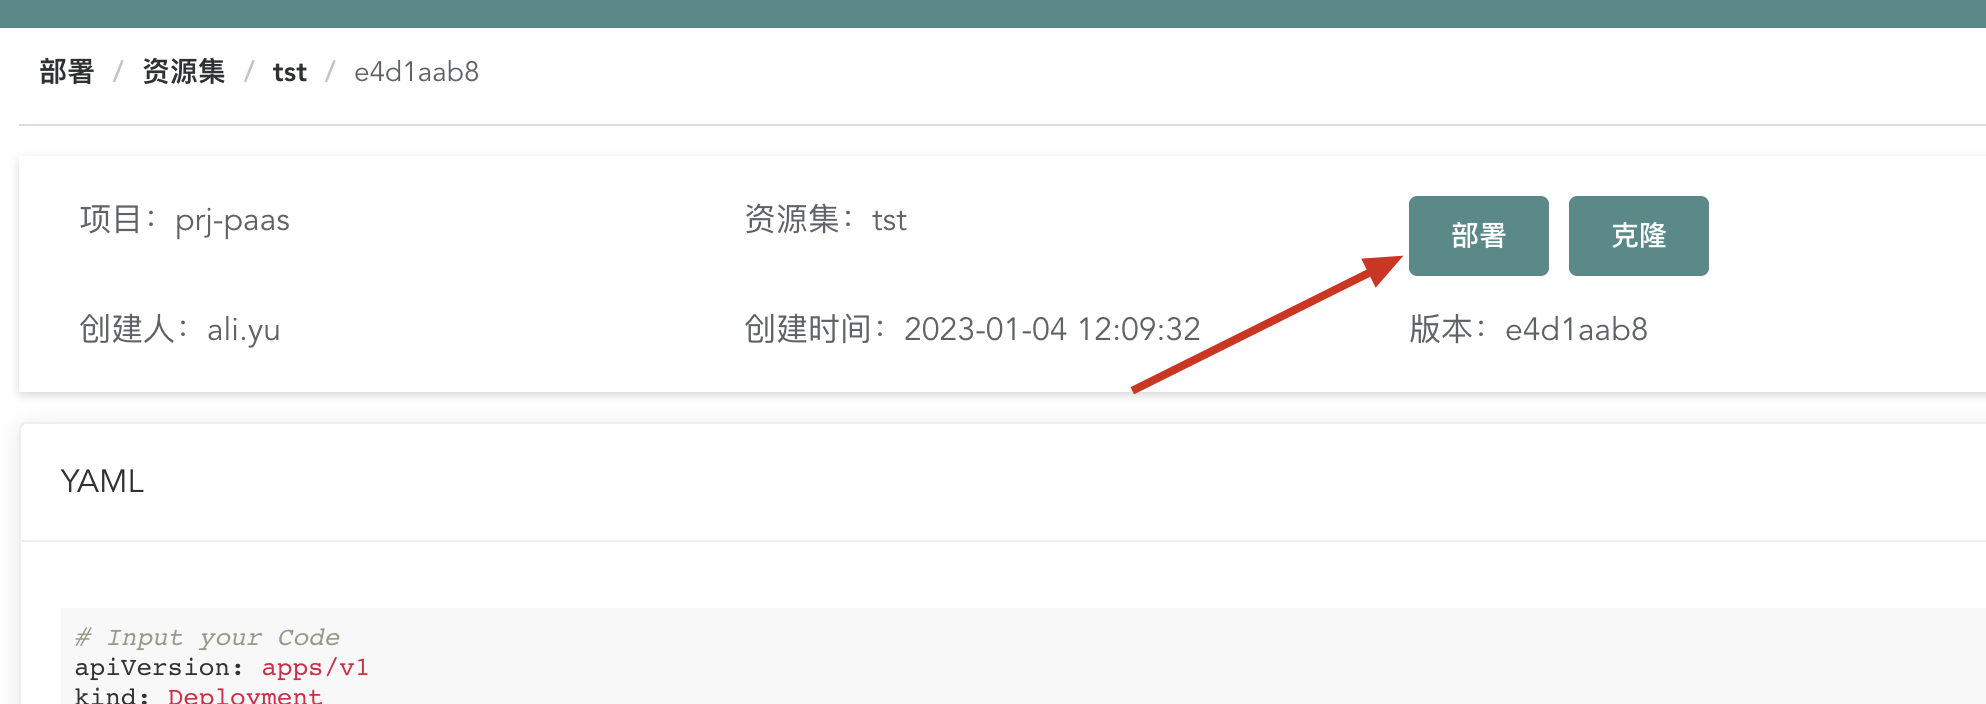 部署 / 资源集 / tst / e4d1aab8
项目：prj-paas 资源集：tst 部署 克隆
创建人：ali.yu 创建时间：2023-01-04 12:09:32 版本：e4d1aab8
YAML
# Input your Code
apiVersion: apps/v1
kind: Deployment